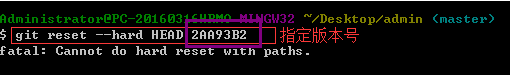 Administrator@PC-20160316HRMO MINGW32 ~/Desktop/admin (master)
$ git reset --hard HEAD 2AA93B2 指定版本号
fatal: Cannot do hard reset with paths.